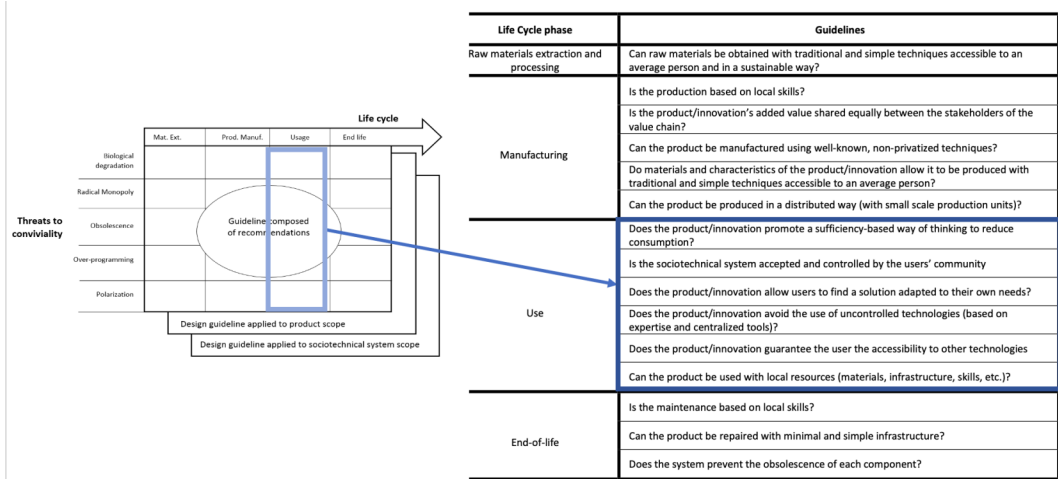 Life cycle
Mat. Ext.
Prod. Manuf.
Usage
End life
Threats to
conviviality
Biological
degradation
Radical Monopoly
Obsolescence
Over-programming
Polarization
Guideline composed
of recommendations
Design guideline applied to product scope
Design guideline applied to sociotechnical system scope
Life Cycle phase
Guidelines
Raw materials extraction and
processing
Can raw materials be obtained with traditional and simple techniques accessible to an
average person and in a sustainable way?
Manufacturing
Is the production based on local skills?
Is the product/innovation's added value shared equally between the stakeholders of the
value chain?
Can the product be manufactured using well-known, non-privatized techniques?
Do materials and characteristics of the product/innovation allow it to be produced with
traditional and simple techniques accessible to an average person?
Can the product be produced in a distributed way (with small scale production units)?
Use
Does the product/innovation promote a sufficiency-based way of thinking to reduce
consumption?
Is the sociotechnical system accepted and controlled by the users' community
Does the product/innovation allow users to find a solution adapted to their own needs?
Does the product/innovation avoid the use of uncontrolled technologies (based on
expertise and centralized tools)?
Does the product/innovation guarantee the user the accessibility to other technologies
Can the product be used with local resources (materials, infrastructure, skills, etc.)?
End-of-life
Is the maintenance based on local skills?
Can the product be repaired with minimal and simple infrastructure?
Does the system prevent the obsolescence of each component?